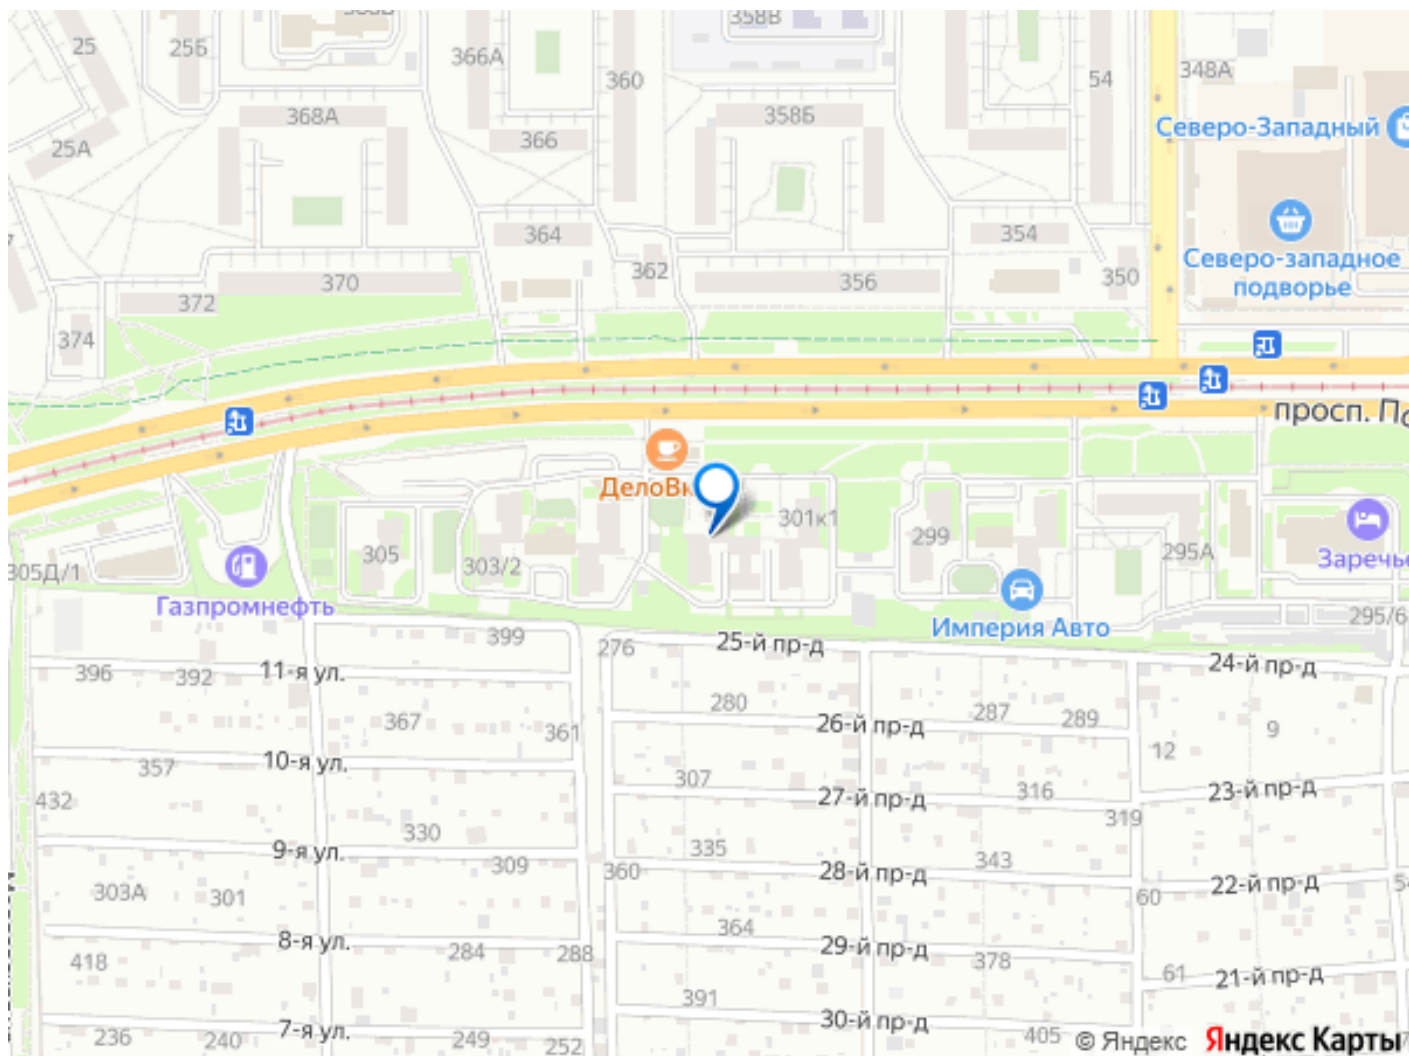 25
25Б
366А
360
358В
54
348А
368А
366
358Б
25А
Северо-Западный
364
354
362
350
Северо-западное
подворье
370
356
372
374
просп. По
ДелоВк
301к1
299
305
303/2
295А
305Д/1
Заречье
Газпромнефть
Империя Авто
295/6
399
276
25-й пр-д
24-й пр-д
11-я ул.
396
392
280
26-й пр-д
287
289
367
361
12
9
10-я ул.
357
307
27-й пр-д
316
23-й пр-д
319
432
330
9-я ул.
309
335
28-й пр-д
343
360
22-й пр-д
60
303А
301
364
8-я ул.
284
288
29-й пр-д
378
418
61
21-й пр-д
391
236
240
7-я ул.
249
252
30-й пр-д
405
© Яндекс
Яндекс Карты